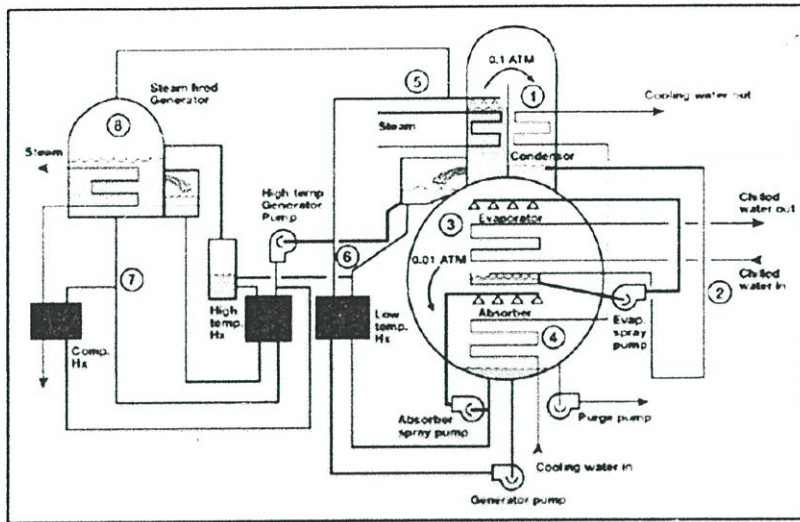 0.1 ATM
5
1
Steam fired
Generator
Cooling water out
8
Steam
Steam
Condensor
High temp
Generator
Pump
3
Evaporator
Chilled
water out
6
0.01 ATM
7
Chilled
water in
2
High
temp.
Hx
Low
temp.
Hx
Absorber
Evap.
spray
pump
4
Comp.
Hx
Absorber
spray pump
Purge pump
Cooling water in
Generator pump